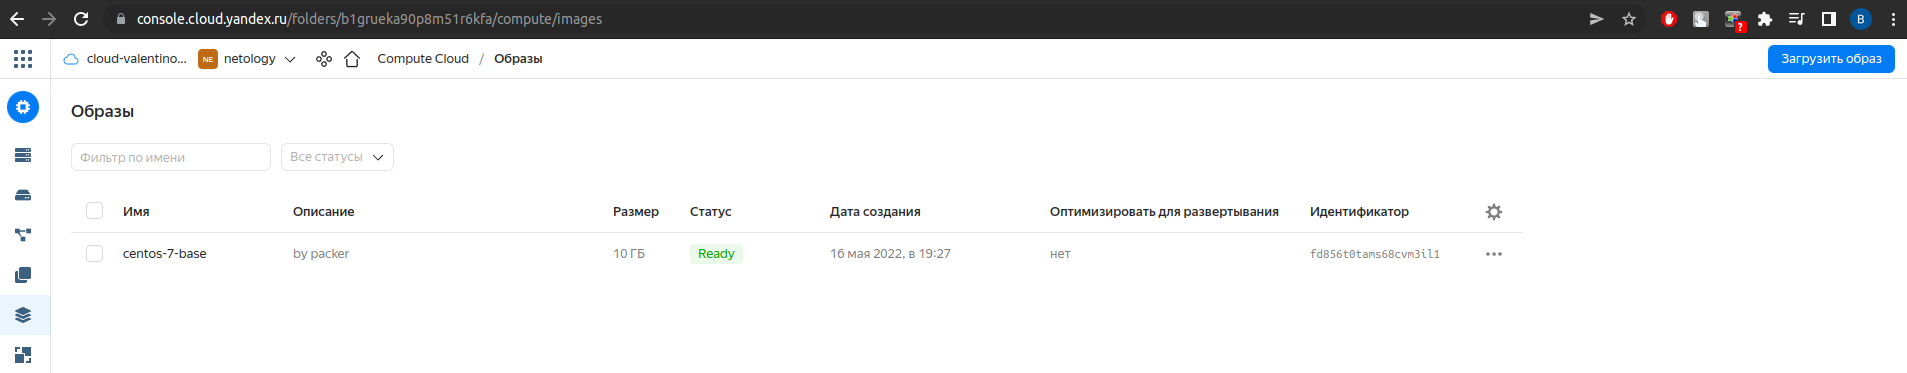 console.cloud.yandex.ru/folders/b1grueka90p8m51r6kfa/compute/images
?
B
cloud-valentino...
NE
netology
Compute Cloud / Образы
Загрузить образ
Образы
Фильтр по имени
Все статусы
Имя Описание Размер Статус Дата создания Оптимизировать для развертывания Идентификатор
centos-7-base by packer 10 ГБ Ready 16 мая 2022, в 19:27 нет fd856t0tams68cvm3il1